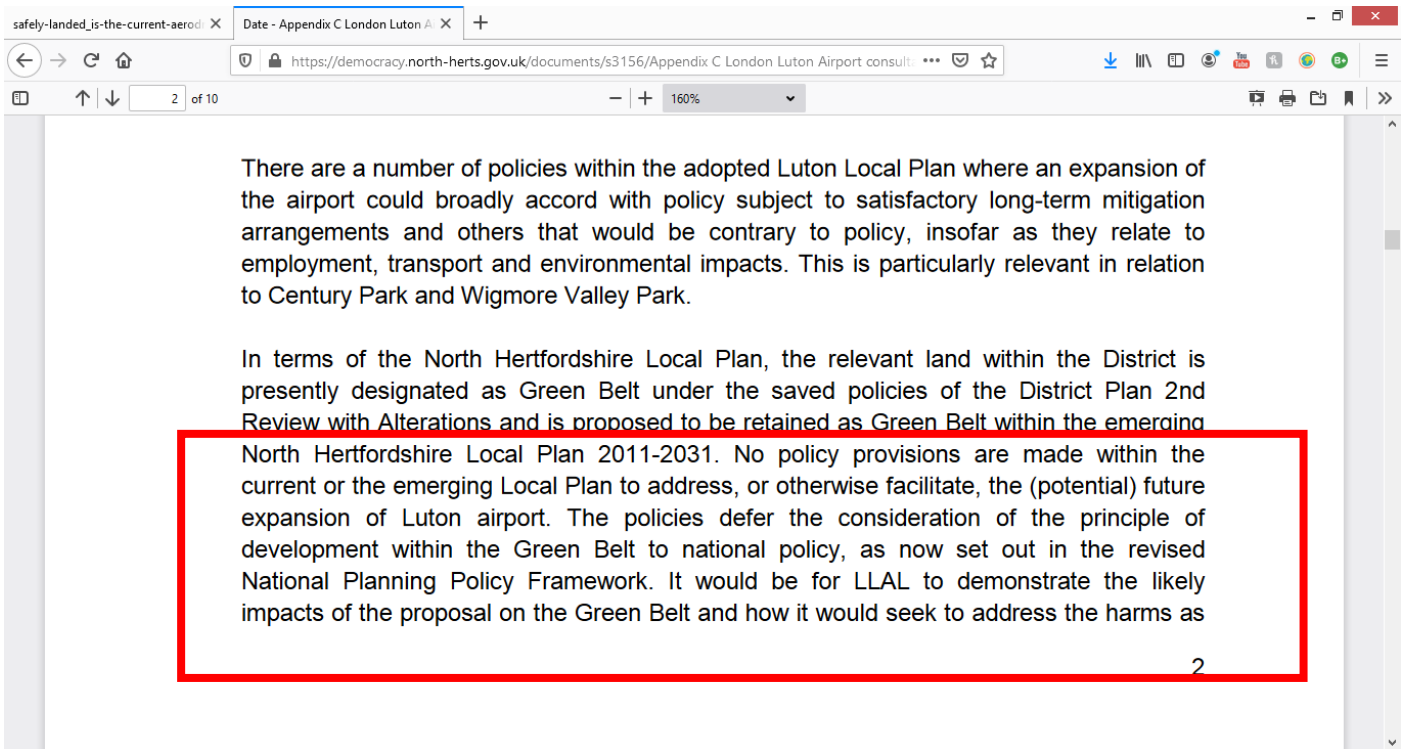 safely-landed_is-the-current-aerod
Date - Appendix C London Luton A
https://democracy.north-herts.gov.uk/documents/s3156/Appendix C London Luton Airport consult
2 of 10
160%
There are a number of policies within the adopted Luton Local Plan where an expansion of
the airport could broadly accord with policy subject to satisfactory long-term mitigation
arrangements and others that would be contrary to policy, insofar as they relate to
employment, transport and environmental impacts. This is particularly relevant in relation
to Century Park and Wigmore Valley Park.
In terms of the North Hertfordshire Local Plan, the relevant land within the District is
presently designated as Green Belt under the saved policies of the District Plan 2nd
Review with Alterations and is proposed to be retained as Green Belt within the emerging
North Hertfordshire Local Plan 2011-2031. No policy provisions are made within the
current or the emerging Local Plan to address, or otherwise facilitate, the (potential) future
expansion of Luton airport. The policies defer the consideration of the principle of
development within the Green Belt to national policy, as now set out in the revised
National Planning Policy Framework. It would be for LLAL to demonstrate the likely
impacts of the proposal on the Green Belt and how it would seek to address the harms as
2